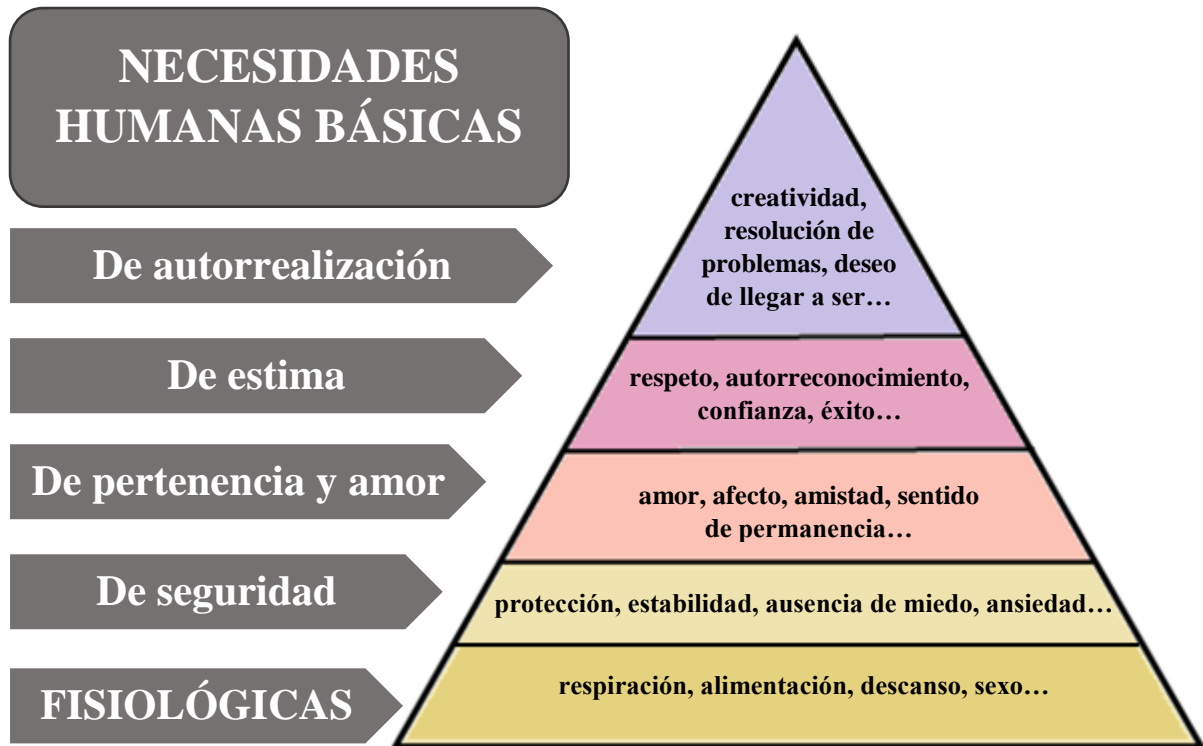 NECESIDADES
HUMANAS BÁSICAS
De autorrealización
creatividad,
resolución de
problemas, deseo
de llegar a ser…
De estima
respeto, autorreconocimiento,
confianza, éxito…
De pertenencia y amor
amor, afecto, amistad, sentido
de permanencia…
De seguridad
protección, estabilidad, ausencia de miedo, ansiedad…
FISIOLÓGICAS
respiración, alimentación, descanso, sexo…